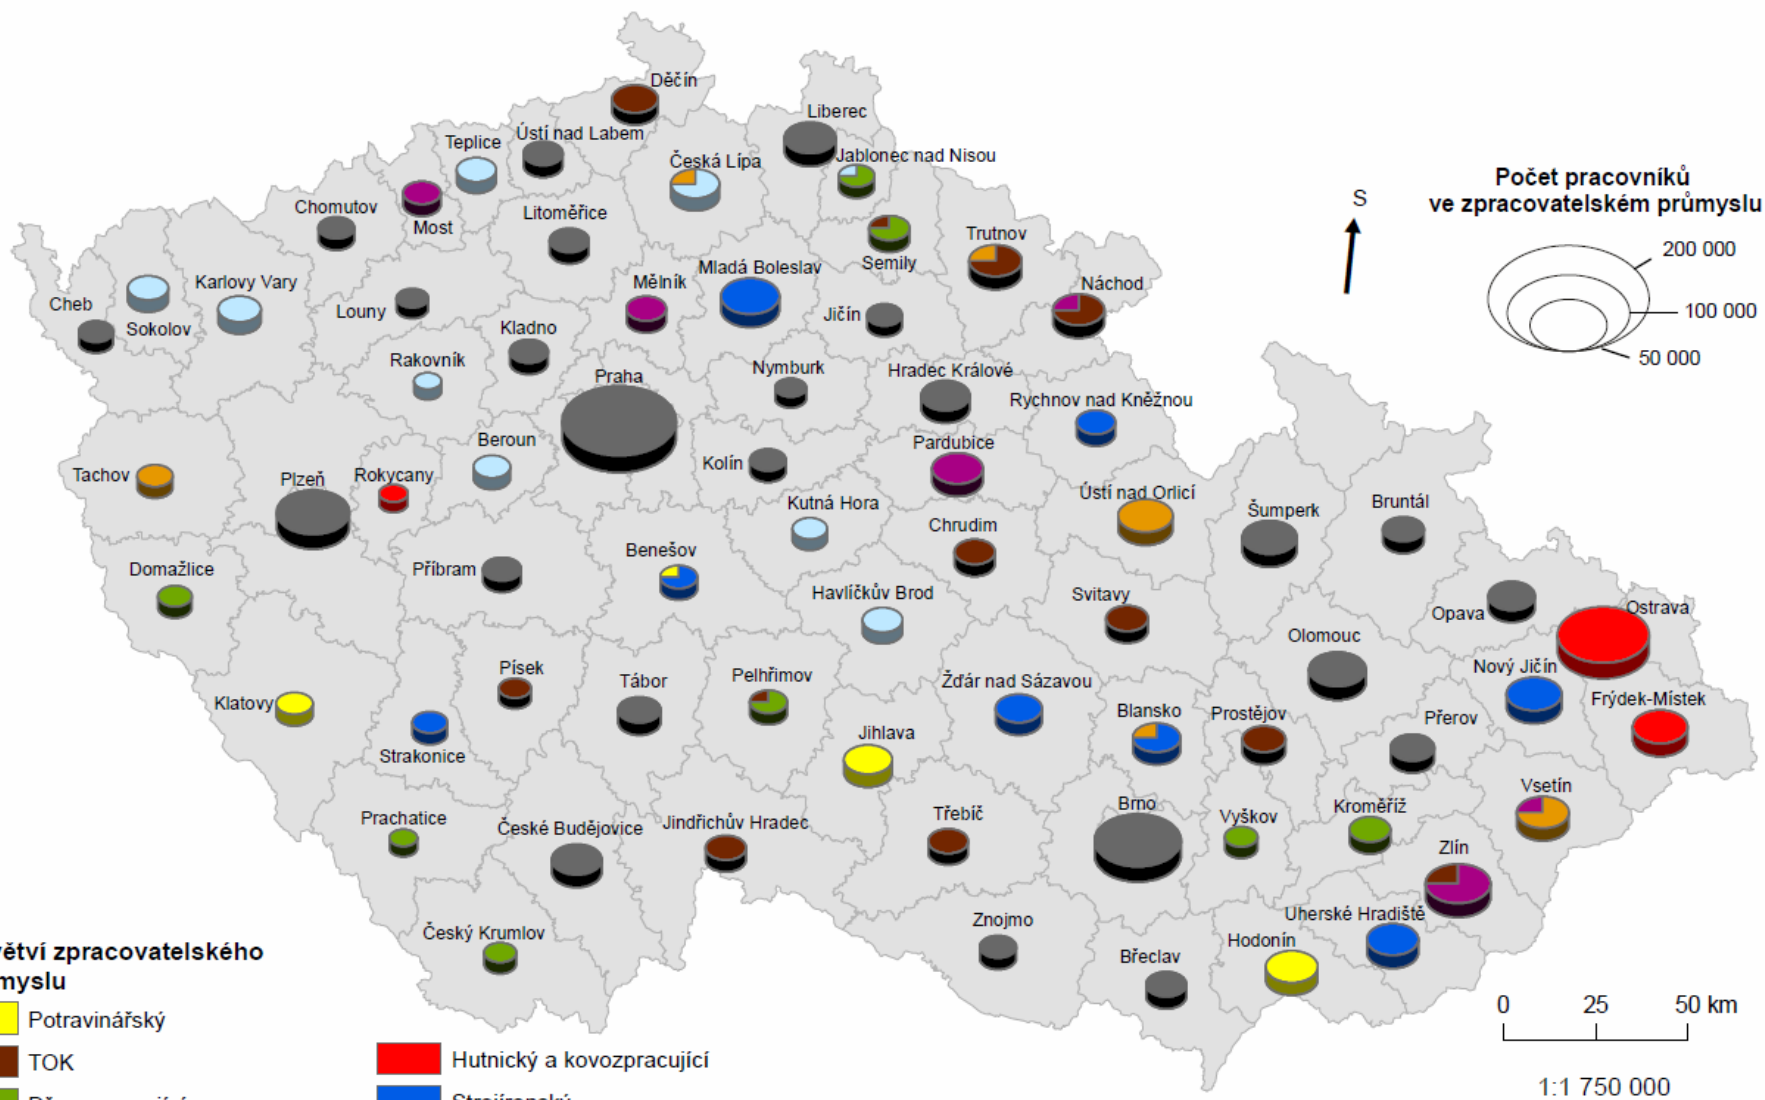 Děčín
Liberec
Ústí nad Labem
Teplice
Česká Lípa
Jablonec nad Nisou
Počet pracovníků
ve zpracovatelském průmyslu
S
200 000
100 000
50 000
Chomutov
Litoměřice
Most
Trutnov
Semily
Mladá Boleslav
Mělník
Náchod
Karlovy Vary
Cheb
Sokolov
Louny
Jičín
Kladno
Rakovník
Praha
Nymburk
Hradec Králové
Rychnov nad Kněžnou
Beroun
Pardubice
Kolín
Tachov
Plzeň
Rokycany
Kutná Hora
Ústí nad Orlicí
Šumperk
Bruntál
Chrudim
Benešov
Příbram
Domažlice
Havlíčkův Brod
Svitavy
Opava
Ostrava
Olomouc
Nový Jičín
Frýdek-Místek
Písek
Tábor
Pelhřimov
Žďár nad Sázavou
Klatovy
Blansko
Prostějov
Přerov
Jihlava
Strakonice
Vsetín
Brno
Kroměříž
Třebíč
Vyškov
Prachatice
České Budějovice
Jindřichův Hradec
Zlín
Uherské Hradiště
Znojmo
Český Krumlov
Hodonín
Břeclav
0 25 50 km
1:1 750 000
větví zpracovatelského
myslu
Potravinářský
TOK
Hutnický a kovozpracující